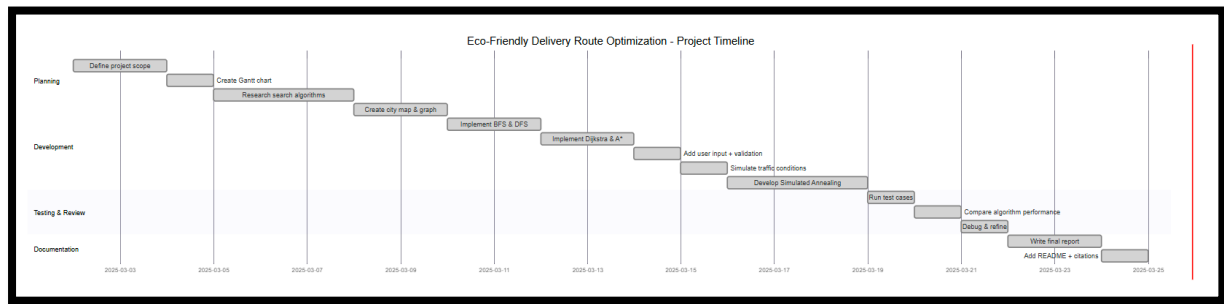 Eco-Friendly Delivery Route Optimization - Project Timeline
Define project scope
Planning
Create Gantt chart
Research search algorithms
Create city map & graph
Implement BFS & DFS
Implement Dijkstra & A*
Development
Add user input + validation
Simulate traffic conditions
Develop Simulated Annealing
Run test cases
Testing & Review
Compare algorithm performance
Debug & refine
Write final report
Documentation
Add README + citations
2025-03-03 2025-03-05 2025-03-07 2025-03-09 2025-03-11 2025-03-13 2025-03-15 2025-03-17 2025-03-19 2025-03-21 2025-03-23 2025-03-25